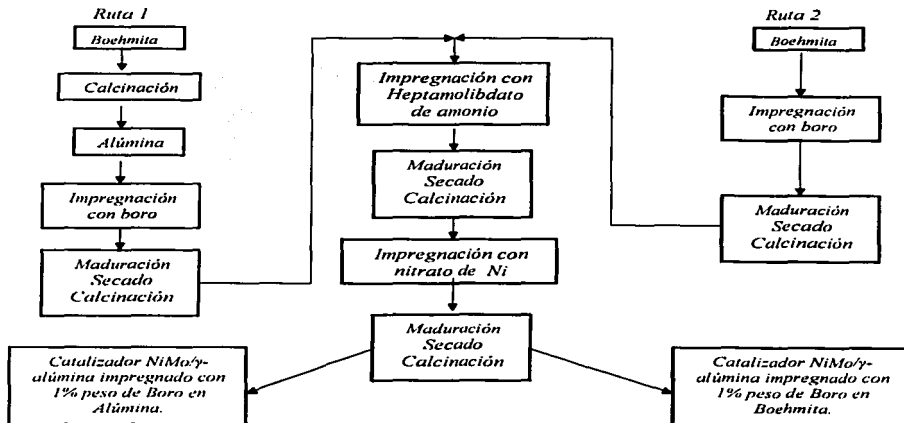 Ruta 1
Boehmita
Calcinación
Alúmina
Impregnación
con boro
Maduración
Secado
Calcinación
Impregnación con
Heptamolibdato
de amonio
Maduración
Secado
Calcinación
Impregnación con
nitrato de Ni
Maduración
Secado
Calcinación
Ruta 2
Boehmita
Impregnación
con boro
Maduración
Secado
Calcinación
Catalizador NiMo/γ-
alúmina impregnado con
1% peso de Boro en
Alúmina.
Catalizador NiMo/γ-
alúmina impregnado con
1% peso de Boro en
Boehmita.